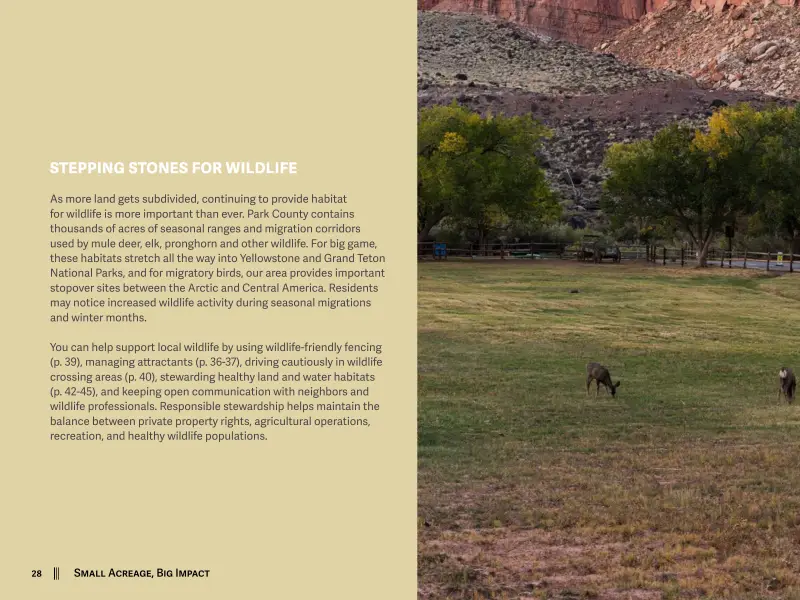 STEPPING STONES FOR WILDLIFE
As more land gets subdivided, continuing to provide habitat
for wildlife is more important than ever. Park County contains
thousands of acres of seasonal ranges and migration corridors
used by mule deer, elk, pronghorn and other wildlife. For big game,
these habitats stretch all the way into Yellowstone and Grand Teton
National Parks, and for migratory birds, our area provides important
stopover sites between the Arctic and Central America. Residents
may notice increased wildlife activity during seasonal migrations
and winter months.
You can help support local wildlife by using wildlife-friendly fencing
(p. 39), managing attractants (p. 36-37), driving cautiously in wildlife
crossing areas (p. 40), stewarding healthy land and water habitats
(p. 42-45), and keeping open communication with neighbors and
wildlife professionals. Responsible stewardship helps maintain the
balance between private property rights, agricultural operations,
recreation, and healthy wildlife populations.
28 Small Acreage, Big Impact